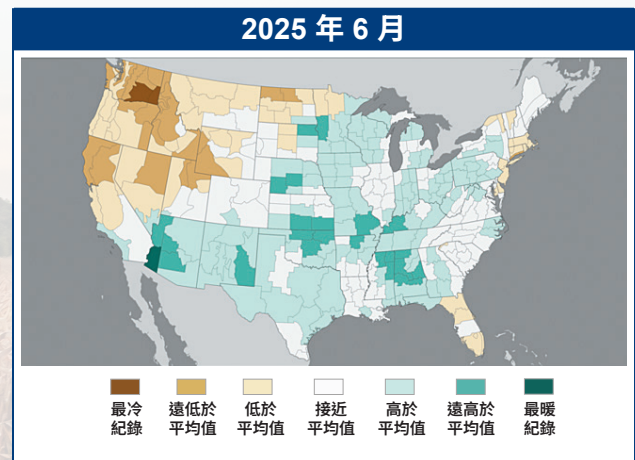 2025 年 6 月
最冷
紀錄
遠低於
平均值
低於
平均值
接近
平均值
高於
平均值
遠高於
平均值
最暖
紀錄